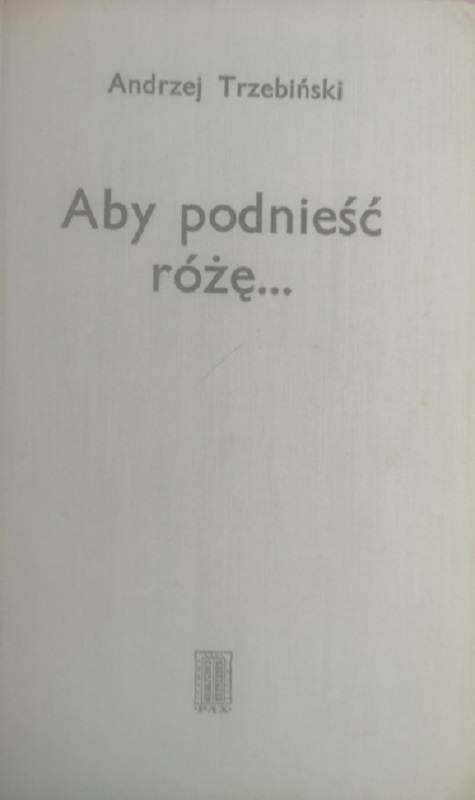 Andrzej Trzebiński
Aby podnieść
różę...
PAX